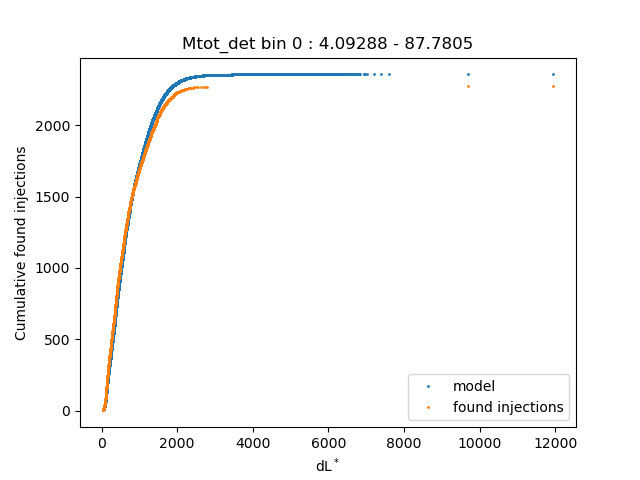 Mtot_det bin 0 : 4.09288 - 87.7805
Cumulative found injections
2000
1500
1000
500
0
0 2000 4000 6000 8000 10000 12000
dL*
model
found injections